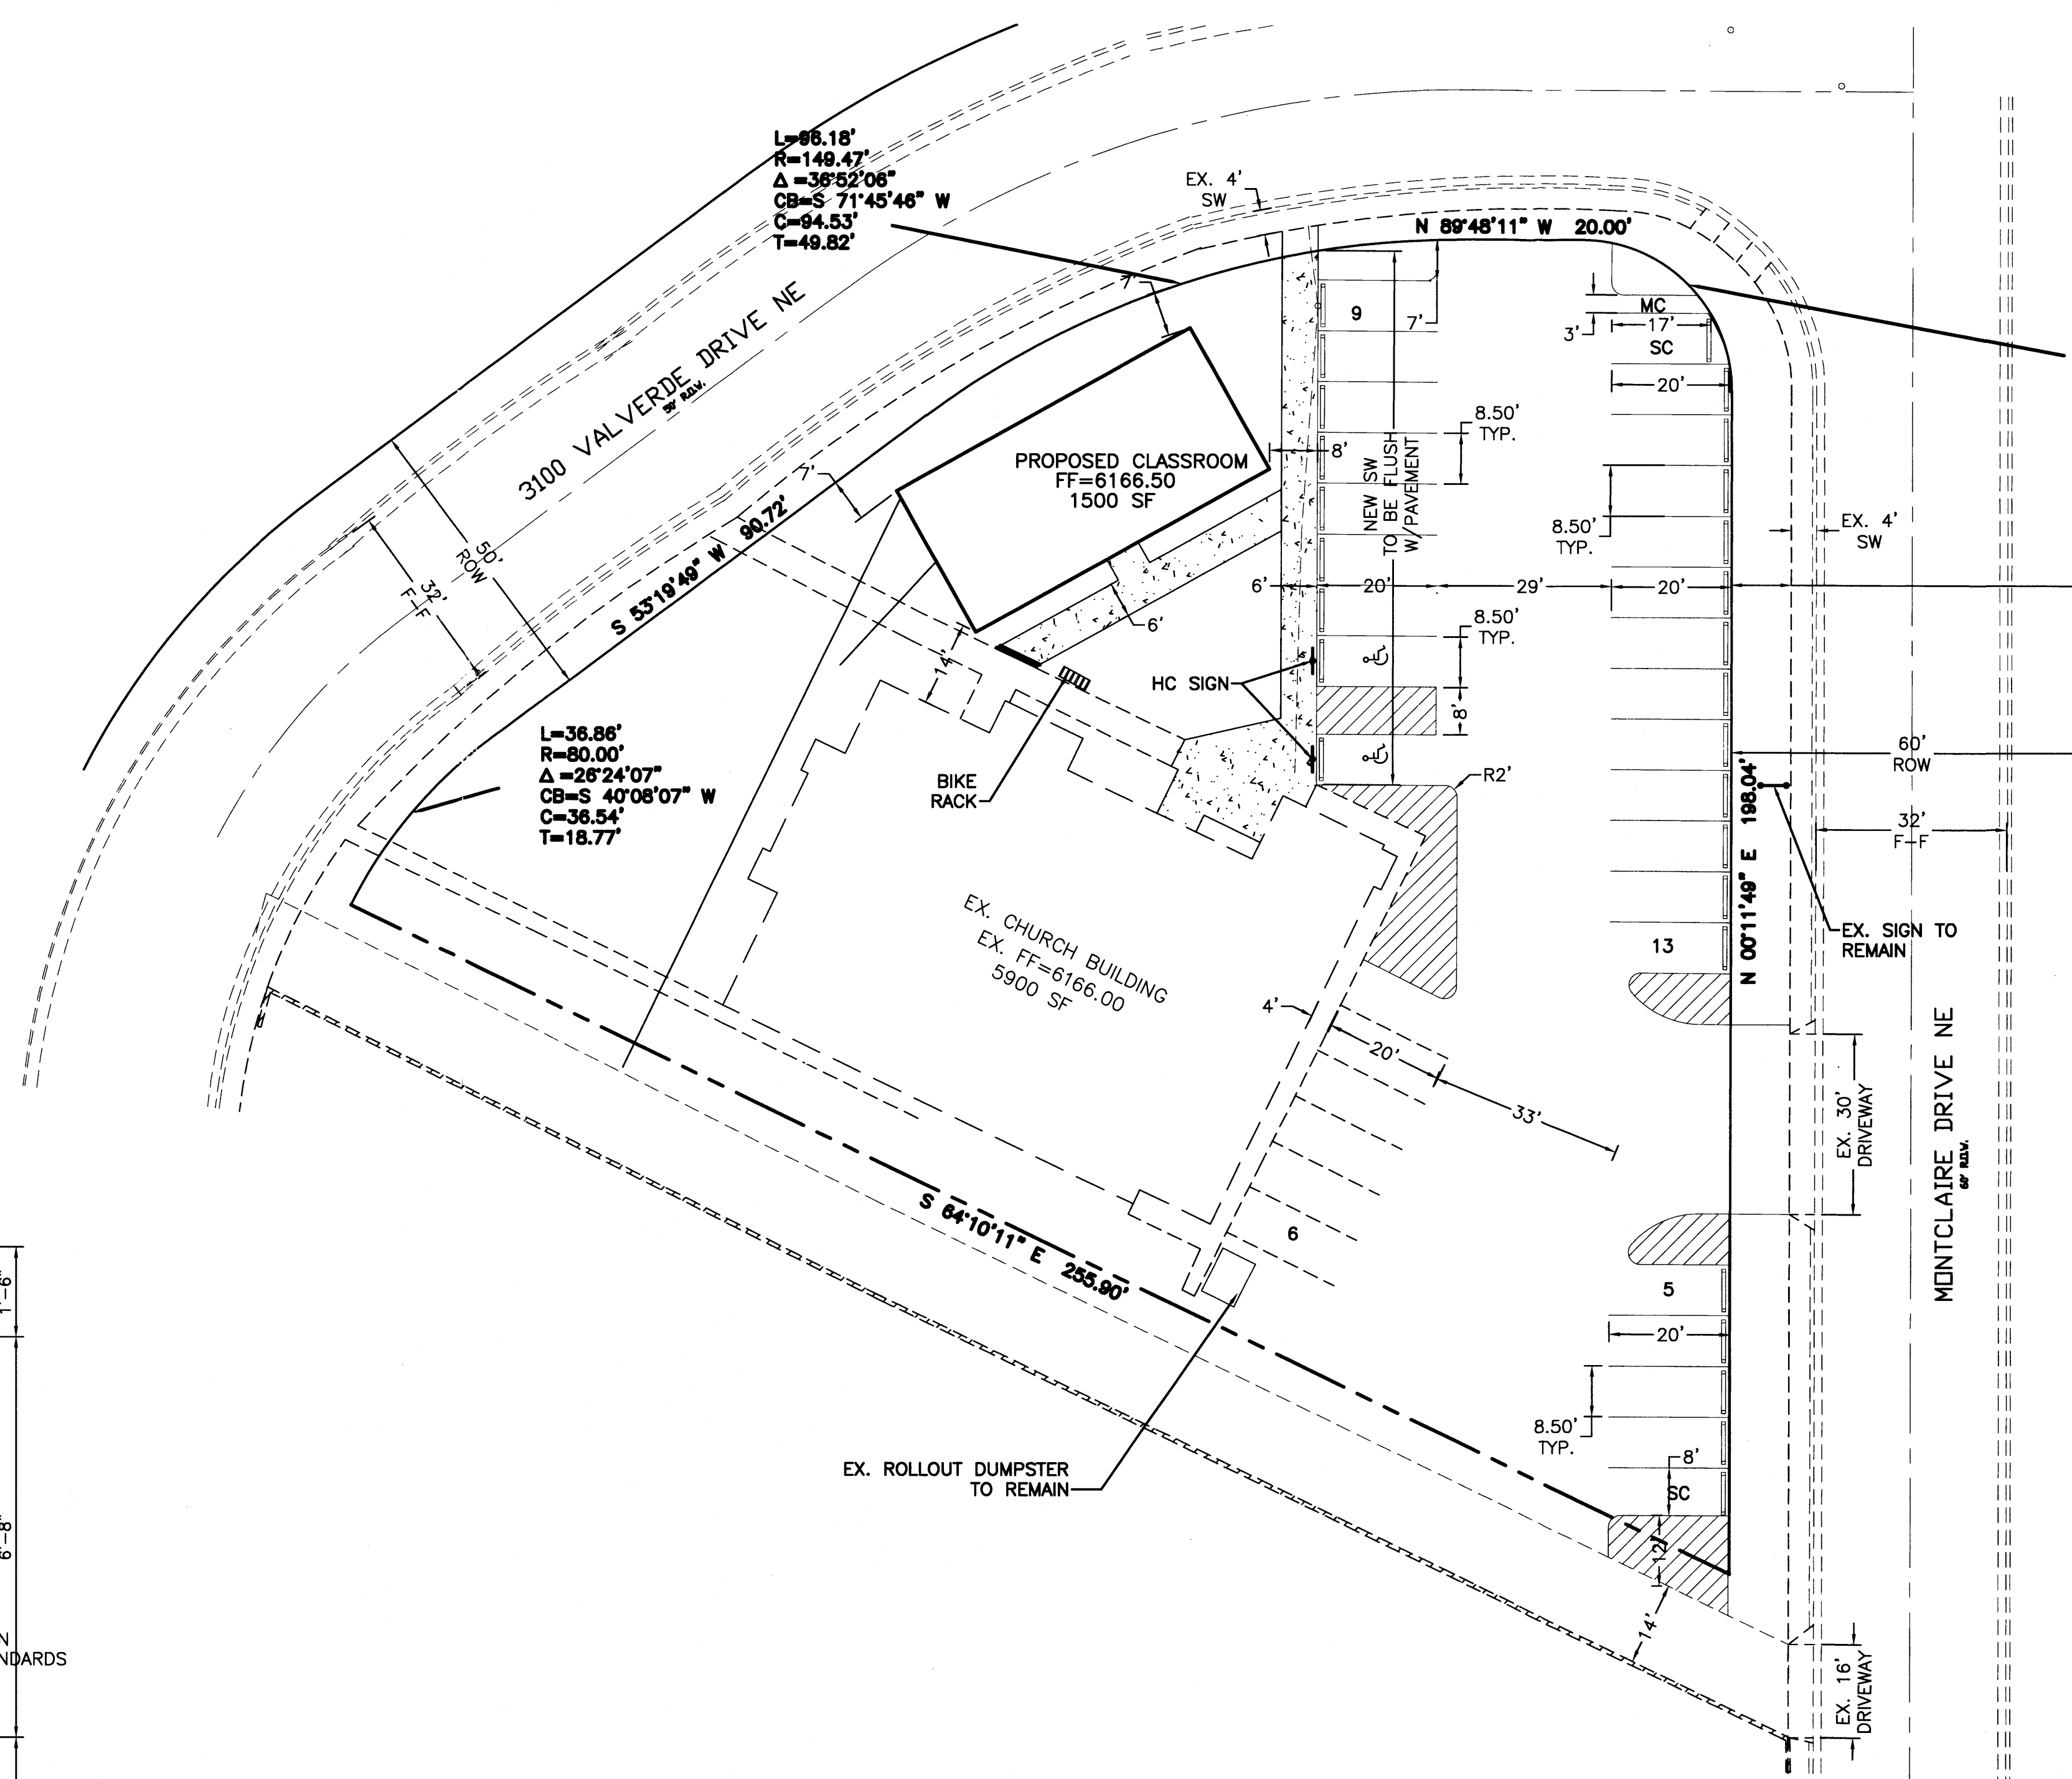 L=96.18'
R=149.47'
Δ =36°52'06"
CB=S 71°45'46" W
C=94.53'
T=49.82'
EX. 4'
SW
N 89°48'11" W 20.00'
3100 VALVERDE DRIVE NE
50' R.O.W.
7'
9
7'
MC
3'
17'
SC
20'
8.50'
TYP.
8'
NEW SW
TO BE FLUSH
W/PAVEMENT
PROPOSED CLASSROOM
FF=6166.50
1500 SF
7'
8.50'
TYP.
EX. 4'
SW
50'
ROW
32'
F-F
S 53°19'49" W 90.72'
6'
20'
29'
20'
8.50'
TYP.
6'
14'
HC SIGN
8'
BIKE
RACK
R2'
L=36.86'
R=80.00'
Δ =26°24'07"
CB=S 40°08'07" W
C=36.54'
T=18.77'
60'
ROW
32'
F-F
N 00°11'49" E 198.04'
EX. SIGN TO
REMAIN
13
EX. CHURCH BUILDING
EX. FF=6166.00
5900 SF
4'
20'
33'
EX. 30'
DRIVEWAY
MONTCLAIRE DRIVE NE
60' R.O.W.
S 64°10'11" E 255.90'
6
5
20'
8.50'
TYP.
8'
SC
12'
14'
EX. ROLLOUT DUMPSTER
TO REMAIN
EX. 16'
DRIVEWAY
1'-6"
6'-8"
N
NDARDS